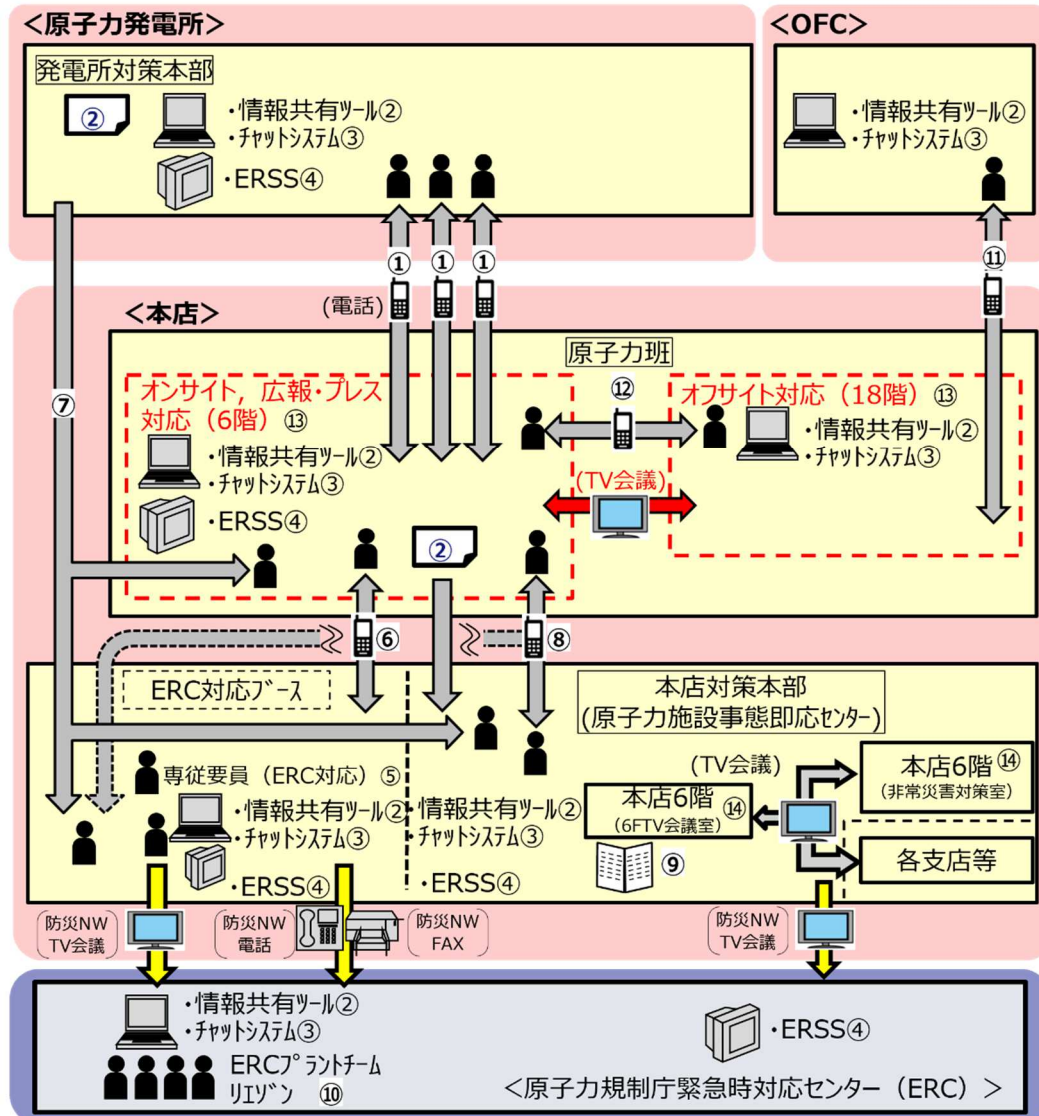 <原子力発電所>
発電所対策本部
②
・情報共有ツール②
・チャットシステム③
・ERSS④
<OFC>
・情報共有ツール②
・チャットシステム③
① ① ①
(電話)
⑪
<本店>
原子力班
⑦
オンサイト，広報・プレス
対応（6階）⑬
・情報共有ツール②
・チャットシステム③
・ERSS④
⑫
(TV会議)
オフサイト対応（18階）⑬
・情報共有ツール②
・チャットシステム③
②
⑥
⑧
ERC対応ブース
本店対策本部
(原子力施設事態即応センター)
専従要員（ERC対応）⑤
・情報共有ツール②
・チャットシステム③
・ERSS④
・情報共有ツール②
・チャットシステム③
・ERSS④
(TV会議)
本店6階⑭
(非常災害対策室)
本店6階
(6FTV会議室)
⑭
⑨
各支店等
防災NW
TV会議
防災NW
電話
防災NW
FAX
防災NW
TV会議
・情報共有ツール②
・チャットシステム③
ERCプラントチーム
リエゾン ⑩
・ERSS④
<原子力規制庁緊急時対応センター（ERC）>